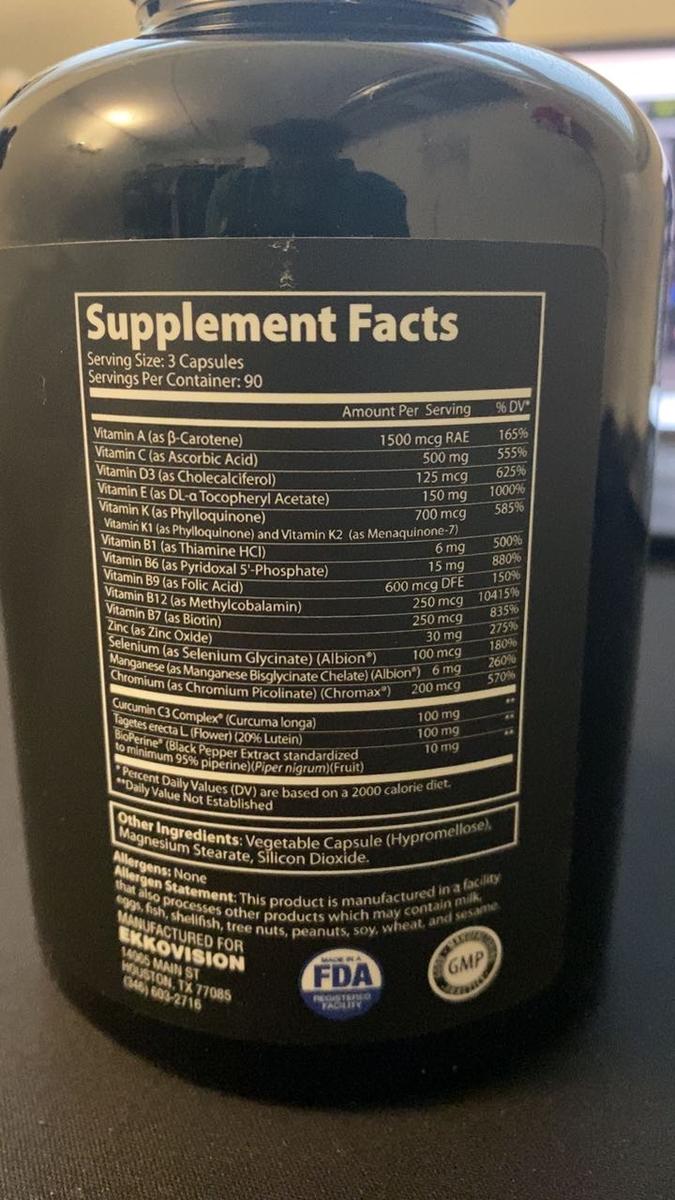 Supplement Facts
Serving Size: 3 Capsules
Servings Per Container: 90
Amount Per Serving % DV*
Vitamin A (as β-Carotene) 1500 mcg RAE 165%
Vitamin C (as Ascorbic Acid) 500 mg 555%
Vitamin D3 (as Cholecalciferol) 125 mcg 625%
Vitamin E (as DL-α Tocopheryl Acetate) 150 mg 1000%
Vitamin K (as Phylloquinone) 700 mcg 585%
Vitamin K1 (as Phylloquinone) and Vitamin K2 (as Menaquinone-7)
Vitamin B1 (as Thiamine HCl) 6 mg 500%
Vitamin B6 (as Pyridoxal 5'-Phosphate) 15 mg 880%
Vitamin B9 (as Folic Acid) 600 mcg DFE 150%
Vitamin B12 (as Methylcobalamin) 250 mcg 10415%
Vitamin B7 (as Biotin) 250 mcg 835%
Zinc (as Zinc Oxide) 30 mg 275%
Selenium (as Selenium Glycinate) (Albion®) 100 mcg 180%
Manganese (as Manganese Bisglycinate Chelate) (Albion®) 6 mg 260%
Chromium (as Chromium Picolinate) (Chromax®) 200 mcg 570%
Curcumin C3 Complex® (Curcuma longa) 100 mg **
Tagetes erecta L. (Flower) (20% Lutein) 100 mg **
BioPerine® (Black Pepper Extract standardized 10 mg **
to minimum 95% piperine)(Piper nigrum)(Fruit)
* Percent Daily Values (DV) are based on a 2000 calorie diet.
**Daily Value Not Established
Other Ingredients: Vegetable Capsule (Hypromellose),
Magnesium Stearate, Silicon Dioxide.
Allergens: None
Allergen Statement: This product is manufactured in a facility
that also processes other products which may contain milk,
eggs, fish, shellfish, tree nuts, peanuts, soy, wheat, and sesame.
MANUFACTURED FOR
EKKOVISION
14005 MAIN ST
HOUSTON, TX 77085
(346) 603-2716
MADE IN A
FDA
REGISTERED
FACILITY
GMP